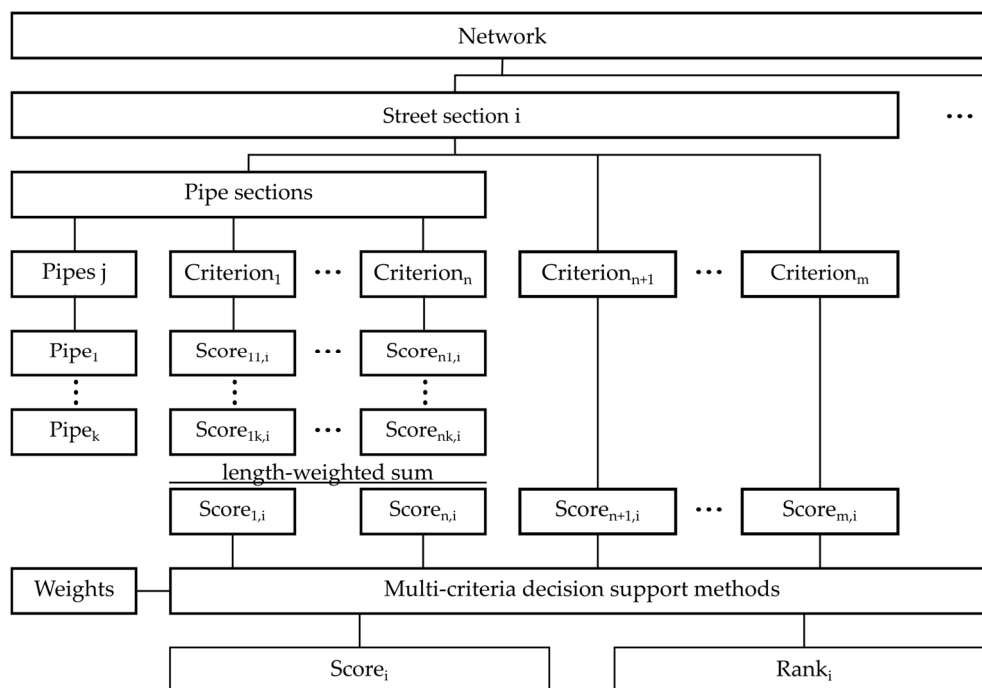 Network
Street section i ...
Pipe sections
Pipes j Criterion₁ ... Criterionₙ Criterionₙ₊₁ ... Criterionₘ
Pipe₁ Score₁₁,ᵢ ... Scoreₙ₁,ᵢ
Pipeₖ Score₁ₖ,ᵢ ... Scoreₙₖ,ᵢ
length-weighted sum
Score₁,ᵢ Scoreₙ,ᵢ Scoreₙ₊₁,ᵢ ... Scoreₘ,ᵢ
Weights Multi-criteria decision support methods
Scoreᵢ Rankᵢ